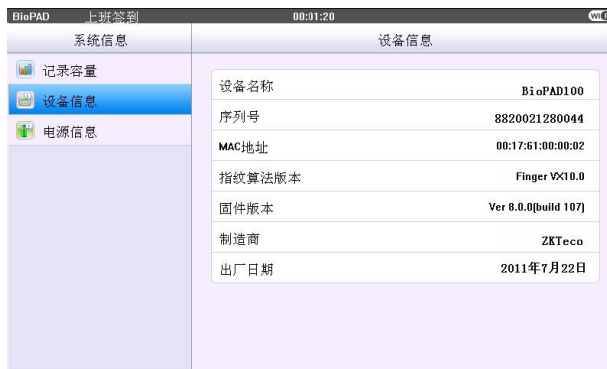 BioPAD 上班签到 00:01:20
系统信息 设备信息
记录容量
设备信息
电源信息
设备名称 BioPAD100
序列号 8820021280044
MAC地址 00:17:61:00:00:02
指纹算法版本 Finger VX10.0
固件版本 Ver 8.0.0(build 107)
制造商 ZKTeco
出厂日期 2011年7月22日